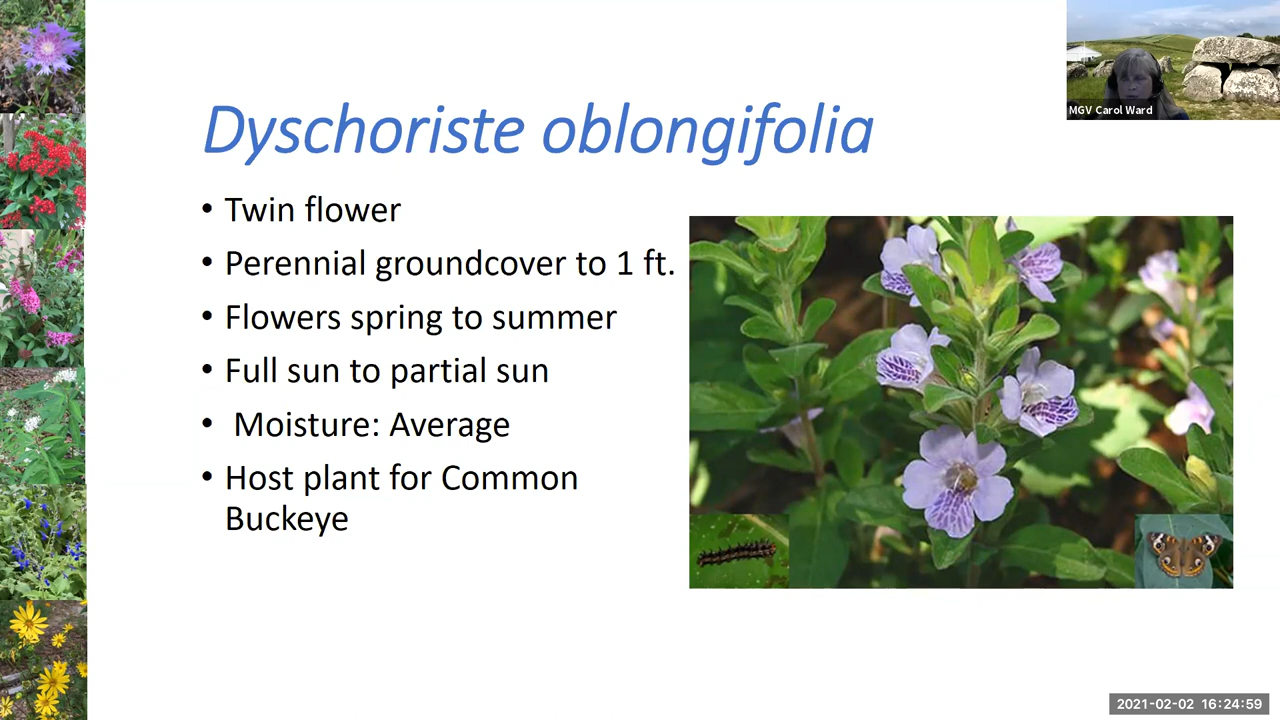 MGV Carol Ward
Dyschoriste oblongifolia
• Twin flower
• Perennial groundcover to 1 ft.
• Flowers spring to summer
• Full sun to partial sun
• Moisture: Average
• Host plant for Common
Buckeye
2021-02-02 16:24:59